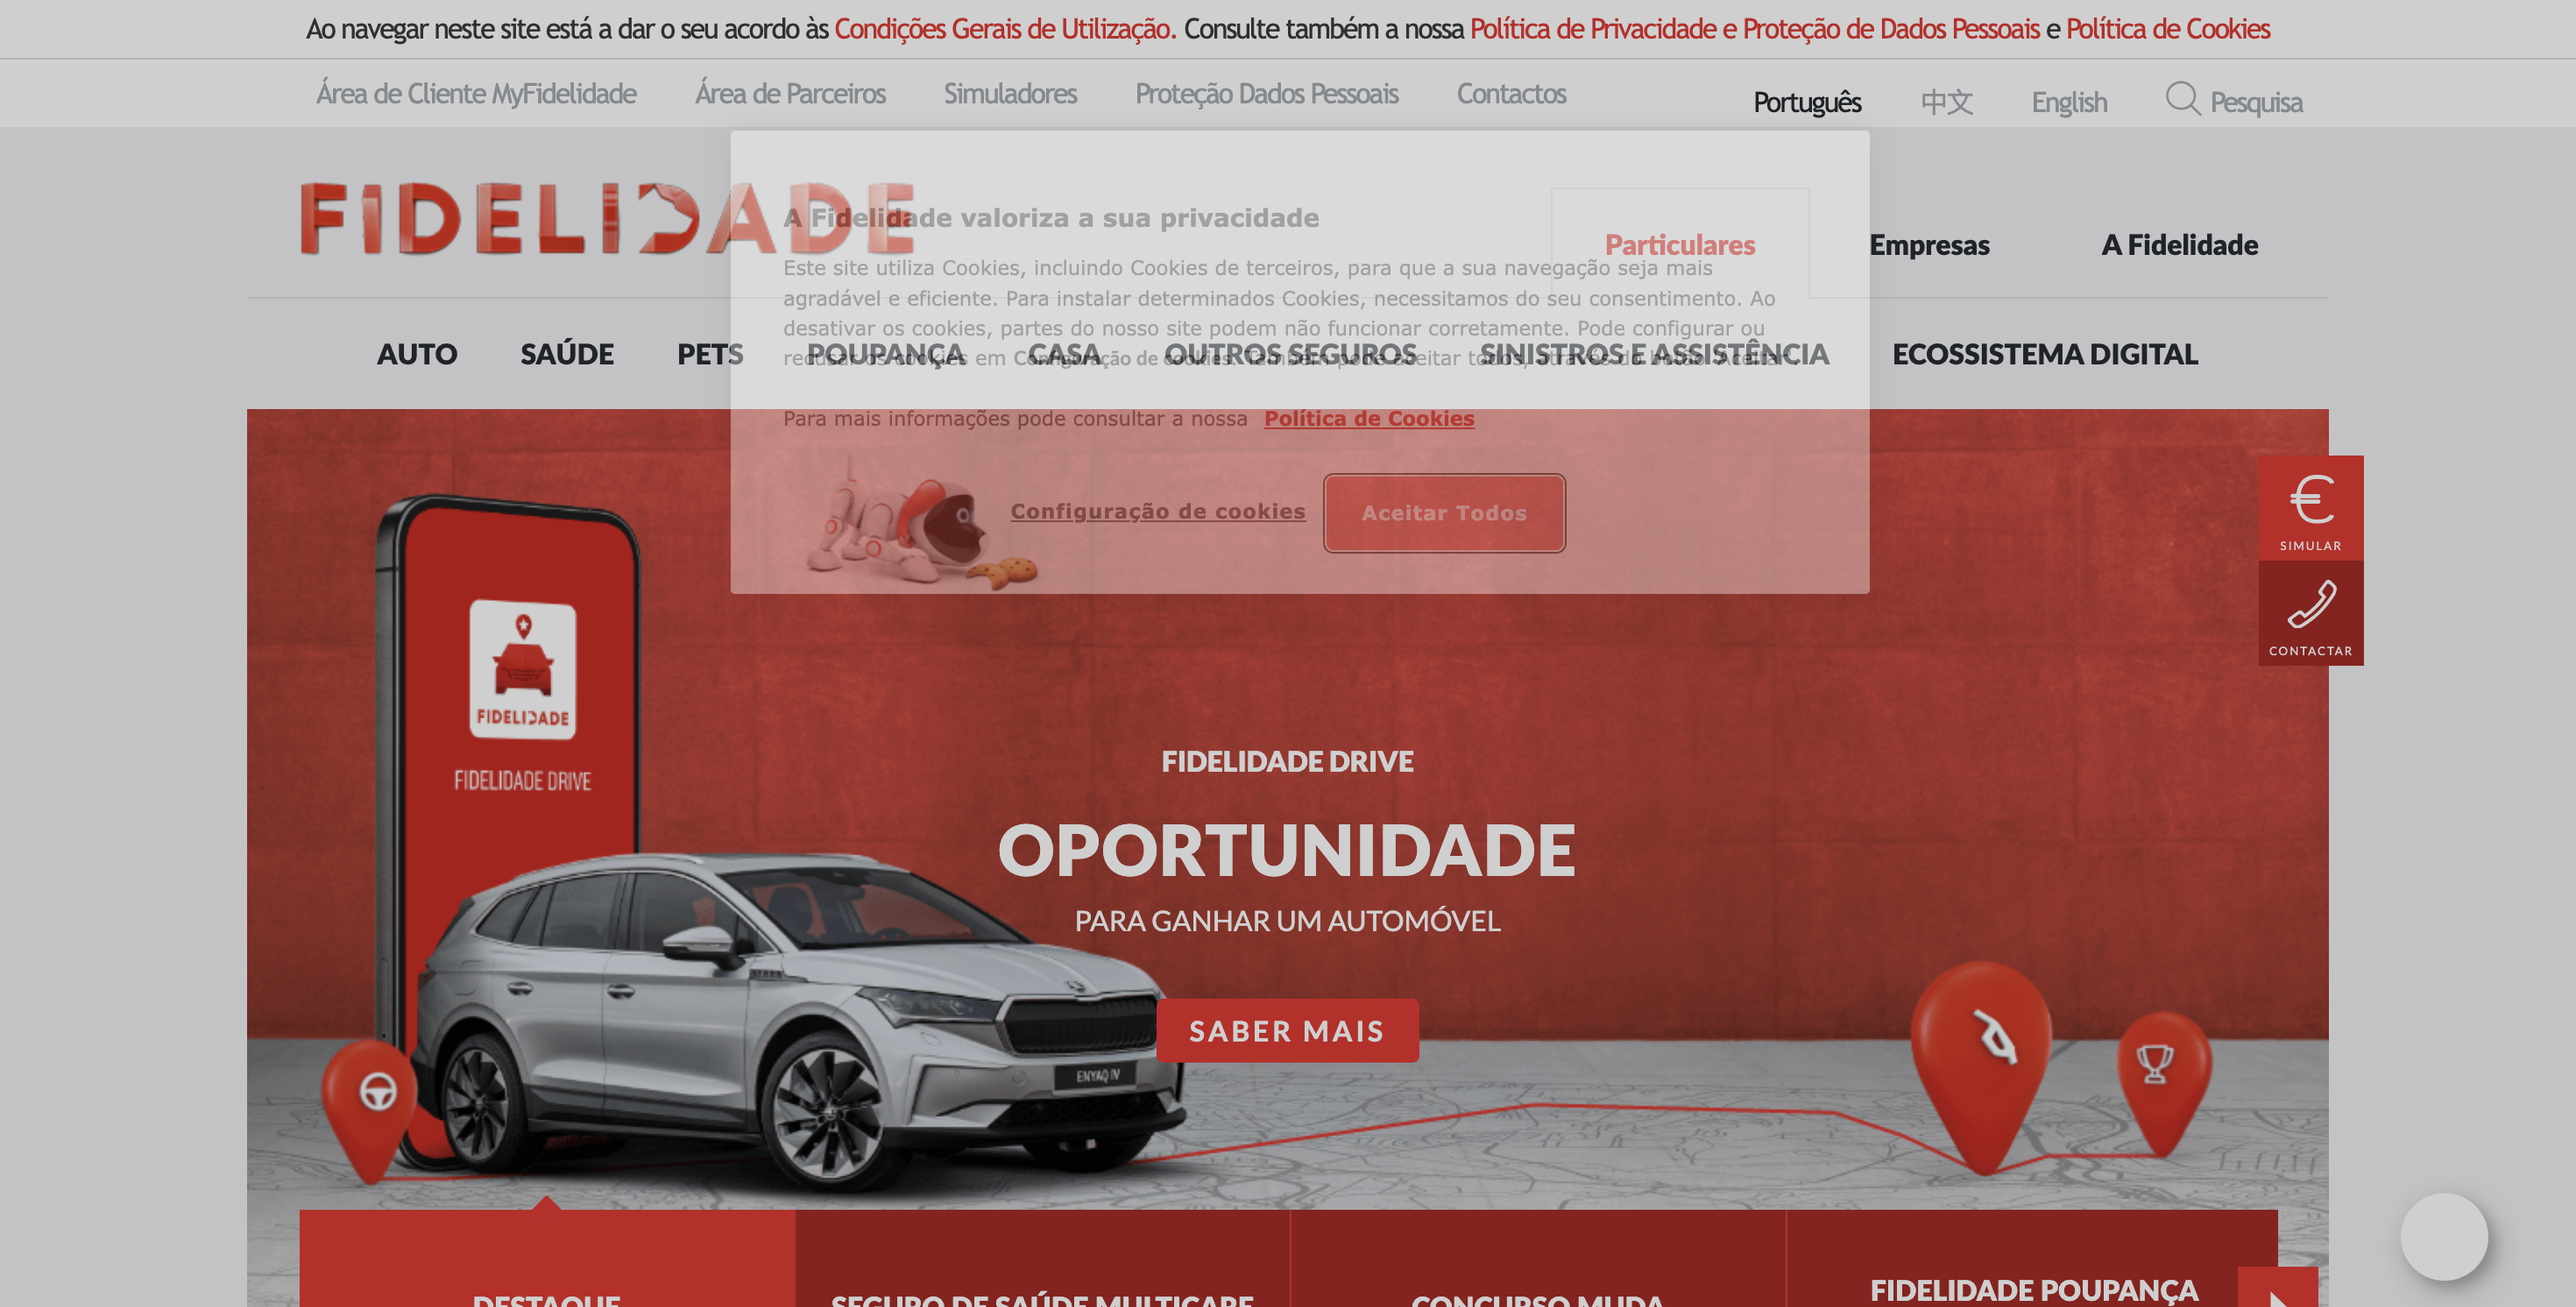 Ao navegar neste site está a dar o seu acordo às Condições Gerais de Utilização. Consulte também a nossa Política de Privacidade e Proteção de Dados Pessoais e Política de Cookies
Área de Cliente MyFidelidade Área de Parceiros Simuladores Proteção Dados Pessoais Contactos
Português 中文 English Pesquisa
FIDELIDADE
Particulares Empresas A Fidelidade
AUTO SAÚDE PETS POUPANÇA CASA OUTROS SEGUROS SINISTROS E ASSISTÊNCIA ECOSSISTEMA DIGITAL
A Fidelidade valoriza a sua privacidade
Este site utiliza Cookies, incluindo Cookies de terceiros, para que a sua navegação seja mais
agradável e eficiente. Para instalar determinados Cookies, necessitamos do seu consentimento. Ao
desativar os cookies, partes do nosso site podem não funcionar corretamente. Pode configurar ou
recusar os cookies em Configuração de cookies. Também pode aceitar todos, através do botão "Aceitar".
Para mais informações pode consultar a nossa Política de Cookies
Configuração de cookies Aceitar Todos
SIMULAR
CONTACTAR
FIDELIDADE
FIDELIDADE DRIVE
FIDELIDADE DRIVE
OPORTUNIDADE
PARA GANHAR UM AUTOMÓVEL
SABER MAIS
ENYAQ IV
DESTAQUE
SEGURO DE SAÚDE MULTICARE
CONCURSO MUDA
FIDELIDADE POUPANÇA